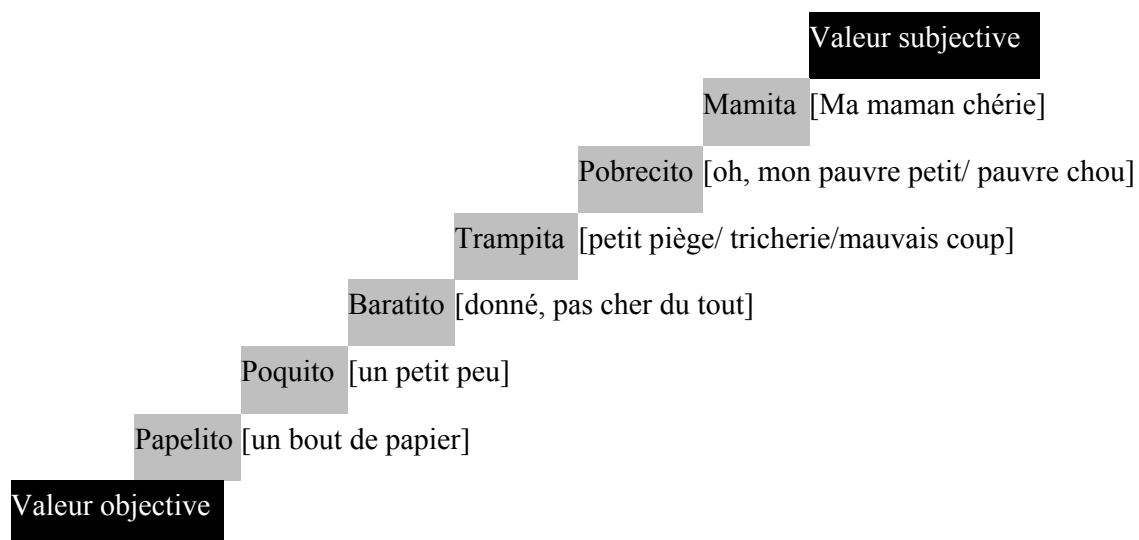 Valeur subjective
Mamita [Ma maman chérie]
Pobrecito [oh, mon pauvre petit/ pauvre chou]
Trampita [petit piège/ tricherie/mauvais coup]
Baratito [donné, pas cher du tout]
Poquito [un petit peu]
Papelito [un bout de papier]
Valeur objective